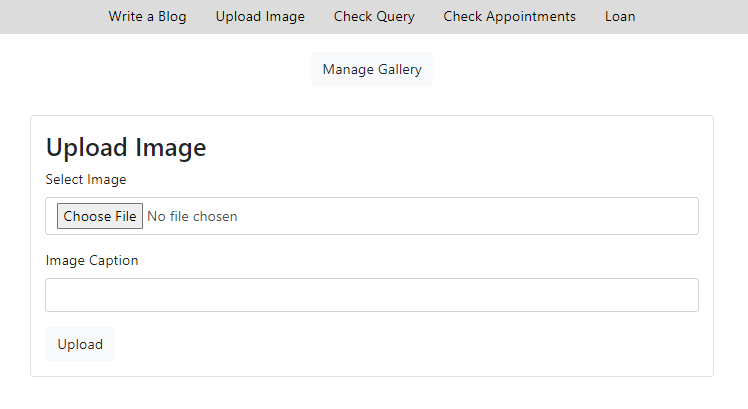 Write a Blog Upload Image Check Query Check Appointments Loan
Manage Gallery
Upload Image
Select Image
Choose File No file chosen
Image Caption
Upload